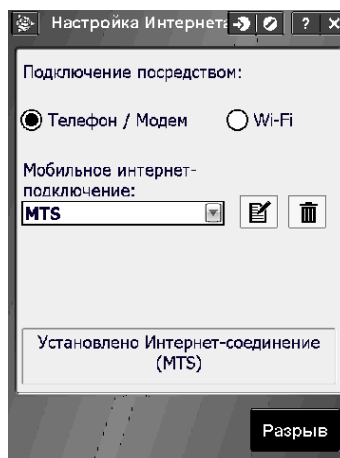 Настройка Интернета ? X
Подключение посредством:
Телефон / Модем Wi-Fi
Мобильное интернет-
подключение:
MTS
Установлено Интернет-соединение
(MTS)
Разрыв